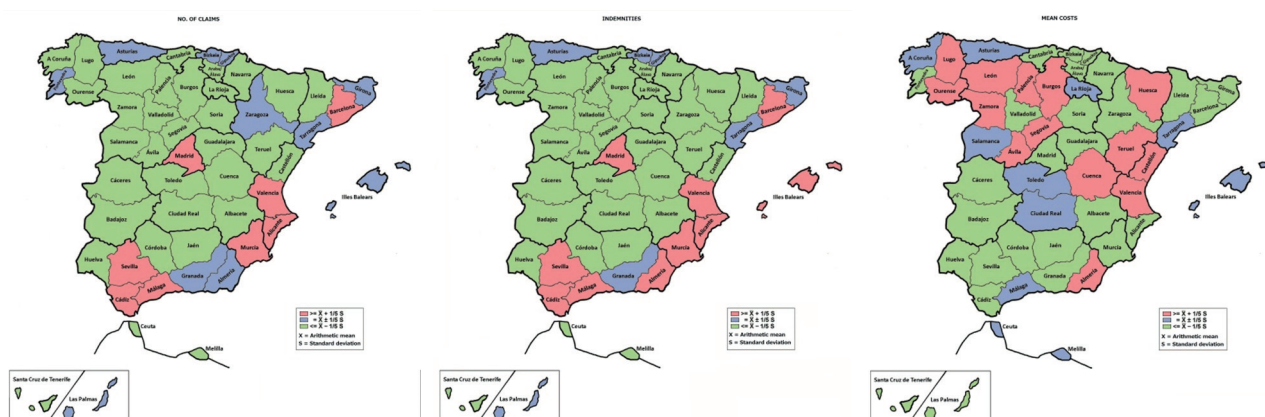 NO. OF CLAIMS
A Coruña
Lugo
Asturias
Cantabria
Bizkaia
Araba/
Álava
Navarra
Ourense
León
Palencia
Burgos
La Rioja
Huesca
Lleida
Girona
Barcelona
Zamora
Valladolid
Soria
Zaragoza
Tarragona
Segovia
Salamanca
Ávila
Guadalajara
Teruel
Madrid
Castellón
Cáceres
Toledo
Cuenca
Valencia
Illes Balears
Badajoz
Ciudad Real
Albacete
Alicante
Córdoba
Jaén
Murcia
Huelva
Sevilla
Granada
Almería
Málaga
Cádiz
>= X̄ + 1/5 S
= X̄ ± 1/5 S
<= X̄ − 1/5 S
X = Arithmetic mean
S = Standard deviation
Ceuta
Melilla
Santa Cruz de Tenerife
Las Palmas
INDEMNITIES
A Coruña
Lugo
Asturias
Cantabria
Bizkaia
Araba/
Álava
Navarra
Ourense
León
Palencia
Burgos
La Rioja
Huesca
Lleida
Girona
Barcelona
Zamora
Valladolid
Soria
Zaragoza
Tarragona
Segovia
Salamanca
Ávila
Guadalajara
Teruel
Madrid
Castellón
Cáceres
Toledo
Cuenca
Valencia
Illes Balears
Badajoz
Ciudad Real
Albacete
Alicante
Córdoba
Jaén
Murcia
Huelva
Sevilla
Granada
Almería
Málaga
Cádiz
>= X̄ + 1/5 S
= X̄ ± 1/5 S
<= X̄ − 1/5 S
X = Arithmetic mean
S = Standard deviation
Ceuta
Melilla
Santa Cruz de Tenerife
Las Palmas
MEAN COSTS
A Coruña
Lugo
Asturias
Cantabria
Bizkaia
Araba/
Álava
Navarra
Ourense
León
Palencia
Burgos
La Rioja
Huesca
Lleida
Girona
Barcelona
Zamora
Valladolid
Soria
Zaragoza
Tarragona
Segovia
Salamanca
Ávila
Guadalajara
Teruel
Madrid
Castellón
Cáceres
Toledo
Cuenca
Valencia
Illes Balears
Badajoz
Ciudad Real
Albacete
Alicante
Córdoba
Jaén
Murcia
Huelva
Sevilla
Granada
Almería
Málaga
Cádiz
>= X̄ + 1/5 S
= X̄ ± 1/5 S
<= X̄ − 1/5 S
X = Arithmetic mean
S = Standard deviation
Ceuta
Melilla
Santa Cruz de Tenerife
Las Palmas